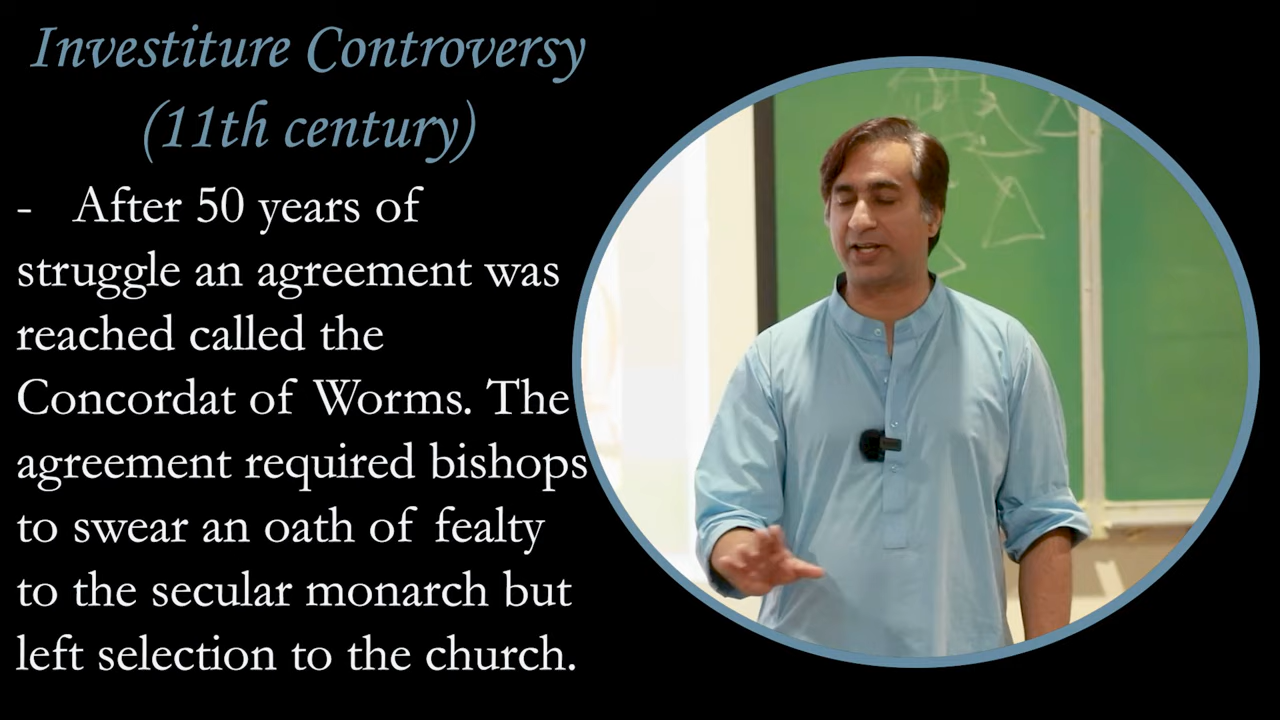 Investiture Controversy
(11th century)
- After 50 years of
struggle an agreement was
reached called the
Concordat of Worms. The
agreement required bishops
to swear an oath of fealty
to the secular monarch but
left selection to the church.